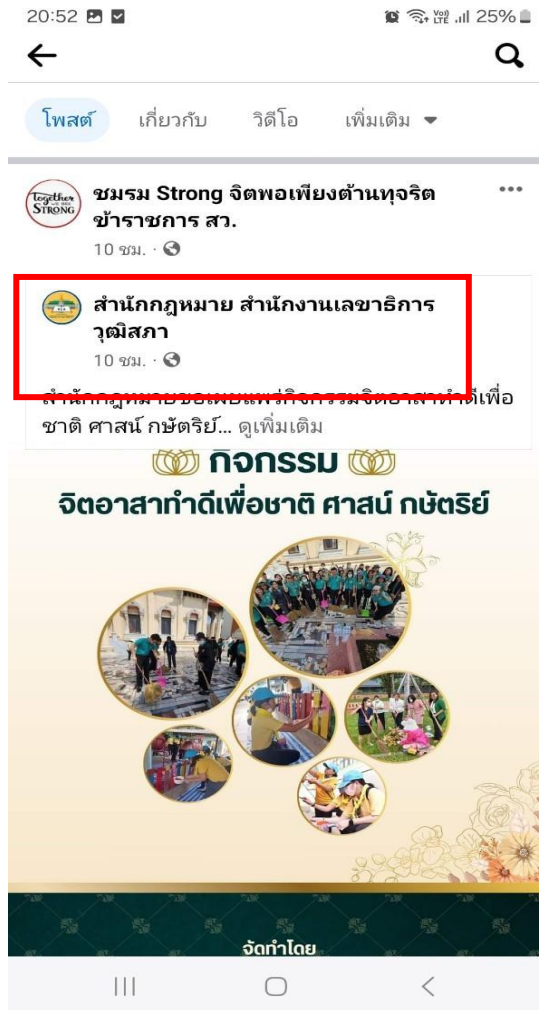 20:52 Vo)) LTE 25%
โพสต์ เกี่ยวกับ วิดีโอ เพิ่มเติม
Together
WE ARE
STRONG
ชมรม Strong จิตพอเพียงต้านทุจริต
ข้าราชการ สว.
10 ชม. ·
สำนักกฎหมาย สำนักงานเลขาธิการ
วุฒิสภา
10 ชม. ·
สำนักกฎหมายขอเผยแพร่กิจกรรมจิตอาสาทำดีเพื่อ
ชาติ ศาสน์ กษัตริย์... ดูเพิ่มเติม
กิจกรรม
จิตอาสาทำดีเพื่อชาติ ศาสน์ กษัตริย์
จัดทำโดย